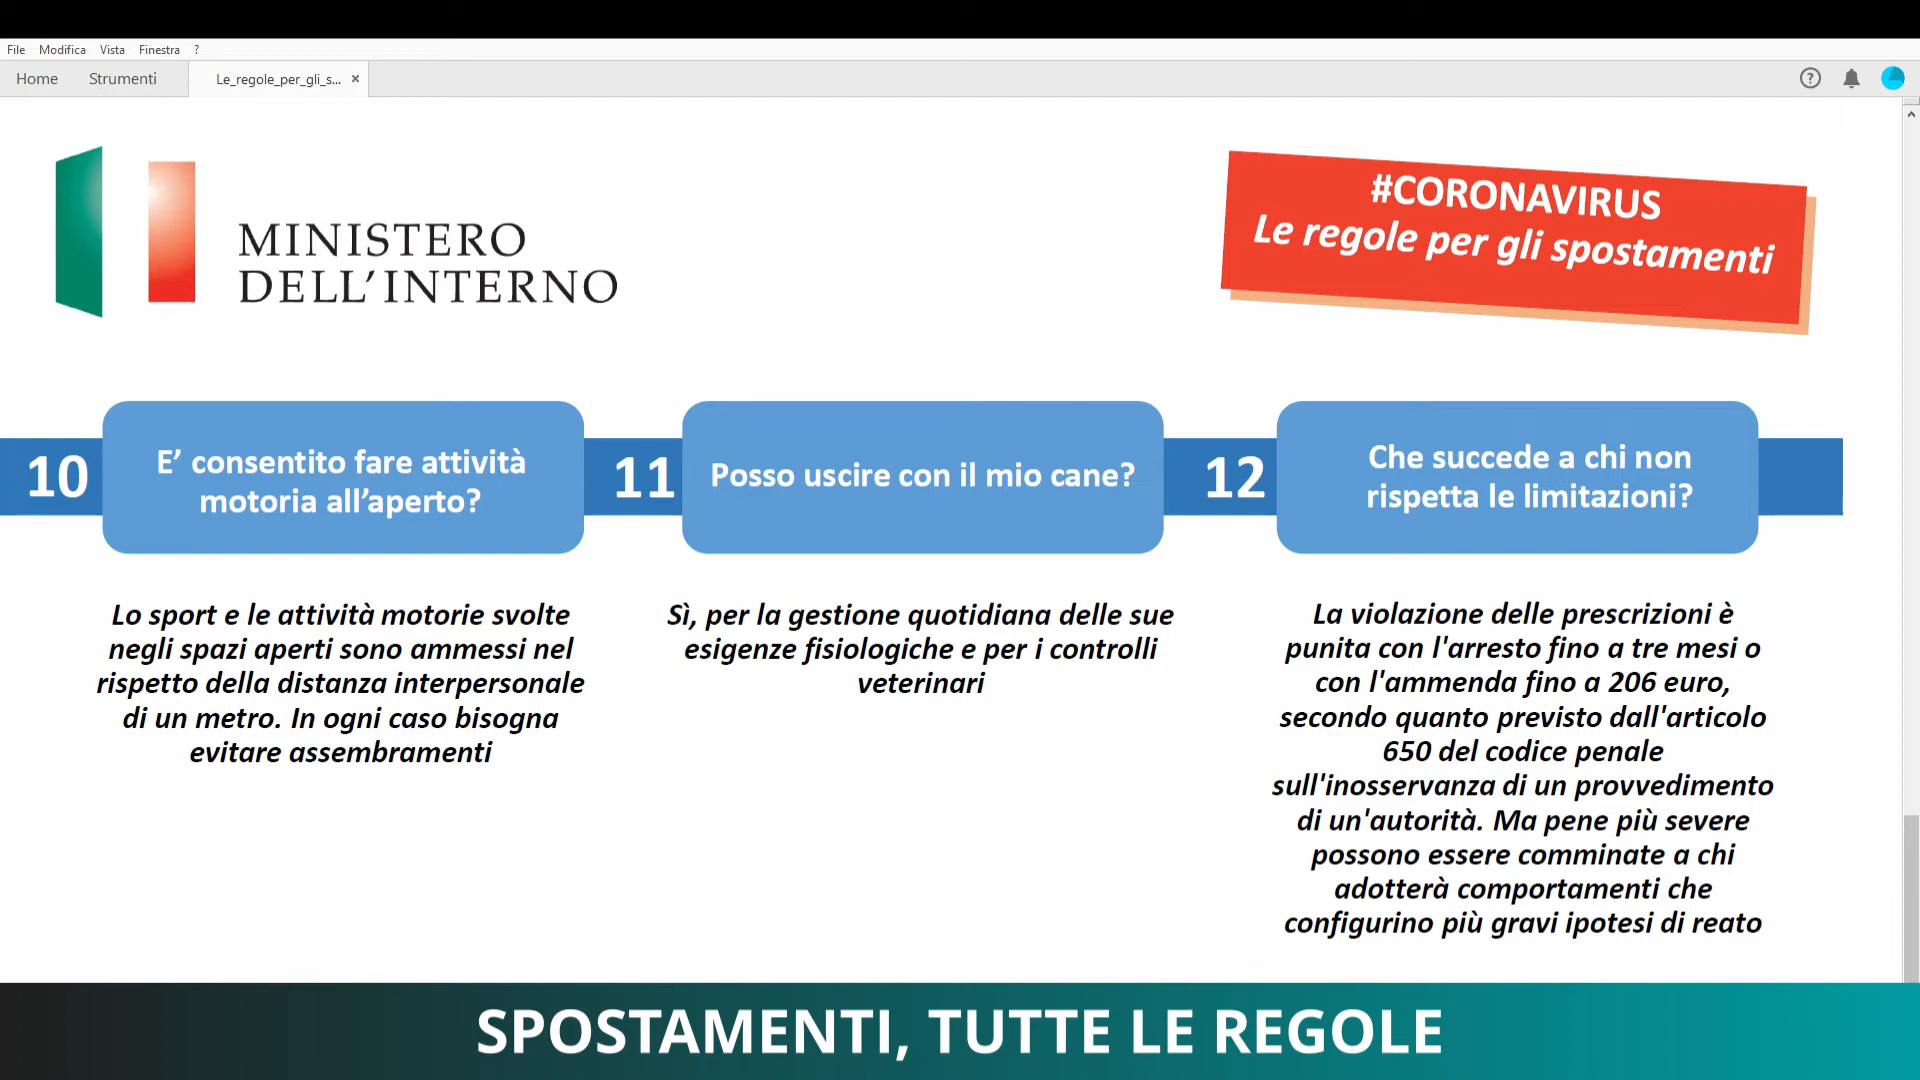 File Modifica Vista Finestra ?
Home Strumenti Le_regole_per_gli_s... ×
MINISTERO
DELL'INTERNO
#CORONAVIRUS
Le regole per gli spostamenti
10
E’ consentito fare attività
motoria all’aperto?
11
Posso uscire con il mio cane?
12
Che succede a chi non
rispetta le limitazioni?
Lo sport e le attività motorie svolte
negli spazi aperti sono ammessi nel
rispetto della distanza interpersonale
di un metro. In ogni caso bisogna
evitare assembramenti
Sì, per la gestione quotidiana delle sue
esigenze fisiologiche e per i controlli
veterinari
La violazione delle prescrizioni è
punita con l'arresto fino a tre mesi o
con l'ammenda fino a 206 euro,
secondo quanto previsto dall'articolo
650 del codice penale
sull'inosservanza di un provvedimento
di un'autorità. Ma pene più severe
possono essere comminate a chi
adotterà comportamenti che
configurino più gravi ipotesi di reato
SPOSTAMENTI, TUTTE LE REGOLE